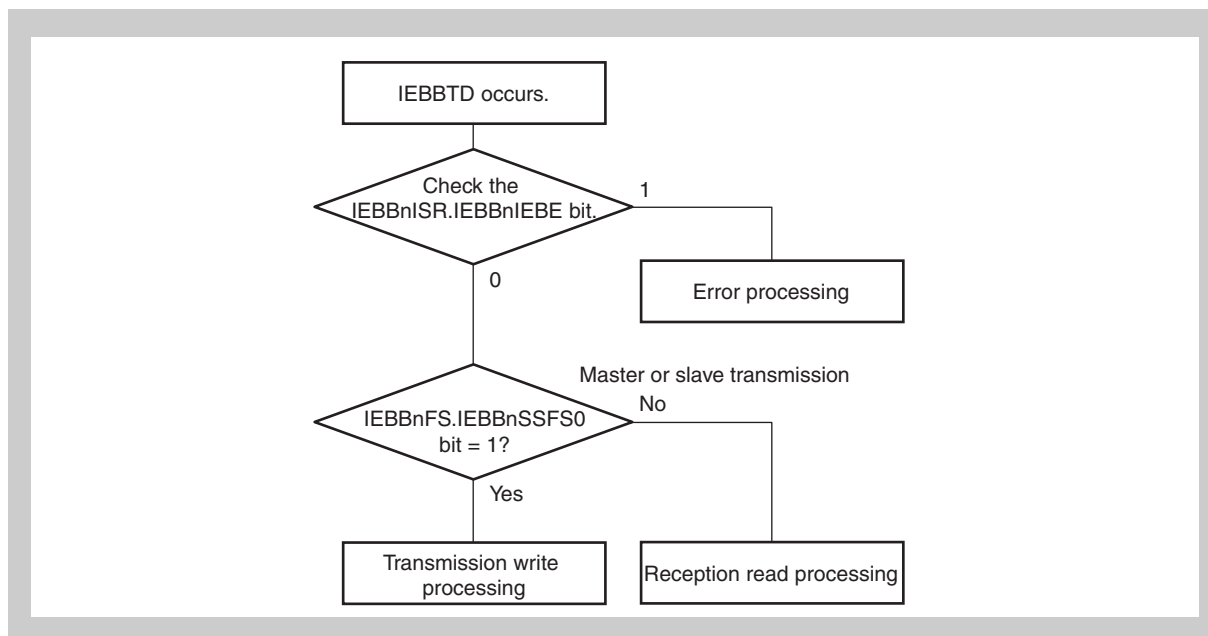 IEBBTD occurs.
Check the
IEBBnISR.IEBBnIEBE bit.
1
0
Error processing
Master or slave transmission
No
IEBBnFS.IEBBnSSFS0
bit = 1?
Yes
Transmission write
processing
Reception read processing